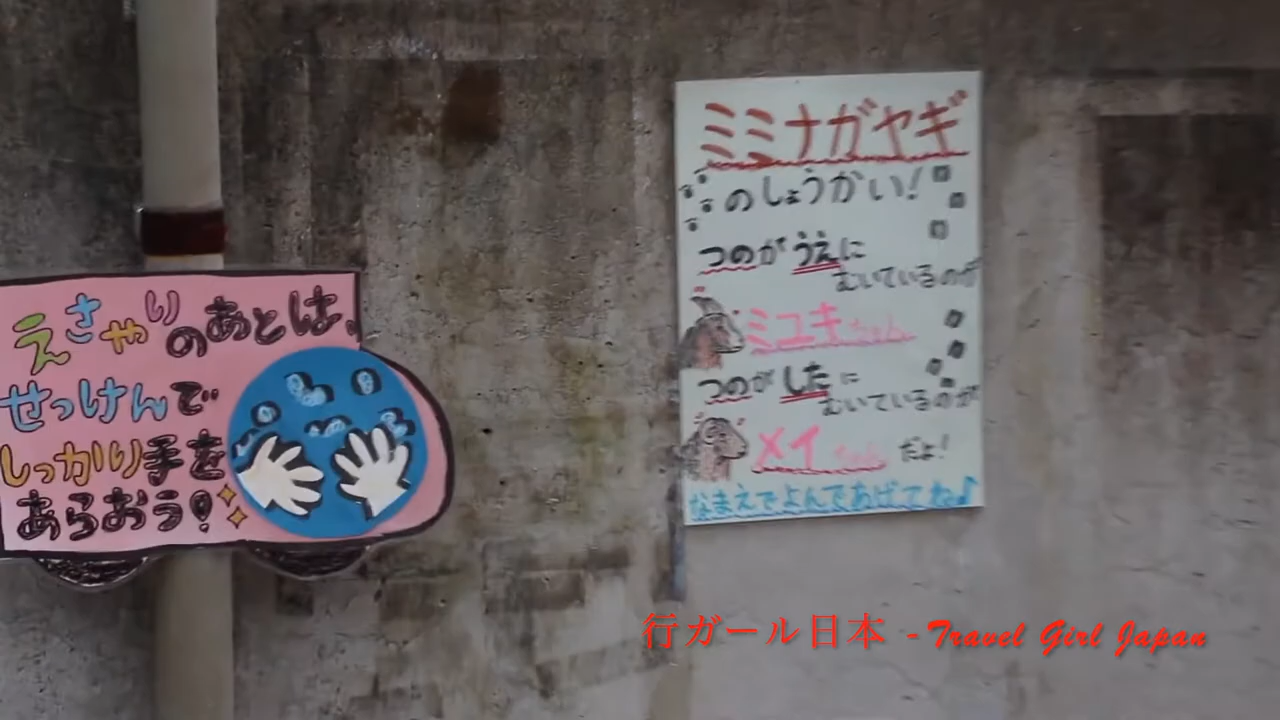 えさやりのあとは、
せっけんで
しっかり手を
あらおう!
ミミナガヤギ
のしょうかい!
つのがうえに
むいているのが
ミユキちゃん
つのがしたに
むいているのが
メイちゃん だよ!
なまえでよんであげてね♪
行ガール日本 - Travel Girl Japan